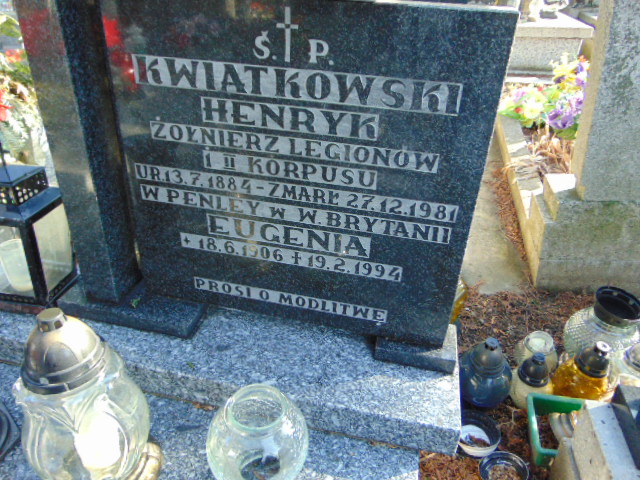 Ś. † P.
KWIATKOWSKI
HENRYK
ŻOŁNIERZ LEGIONÓW
I II KORPUSU
UR 13.7.1884 - ZMARŁ 27.12.1981
W PENLEY W W. BRYTANII
EUGENIA
* 18.6.1906 + 19.2.1994
PROSI O MODLITWĘ